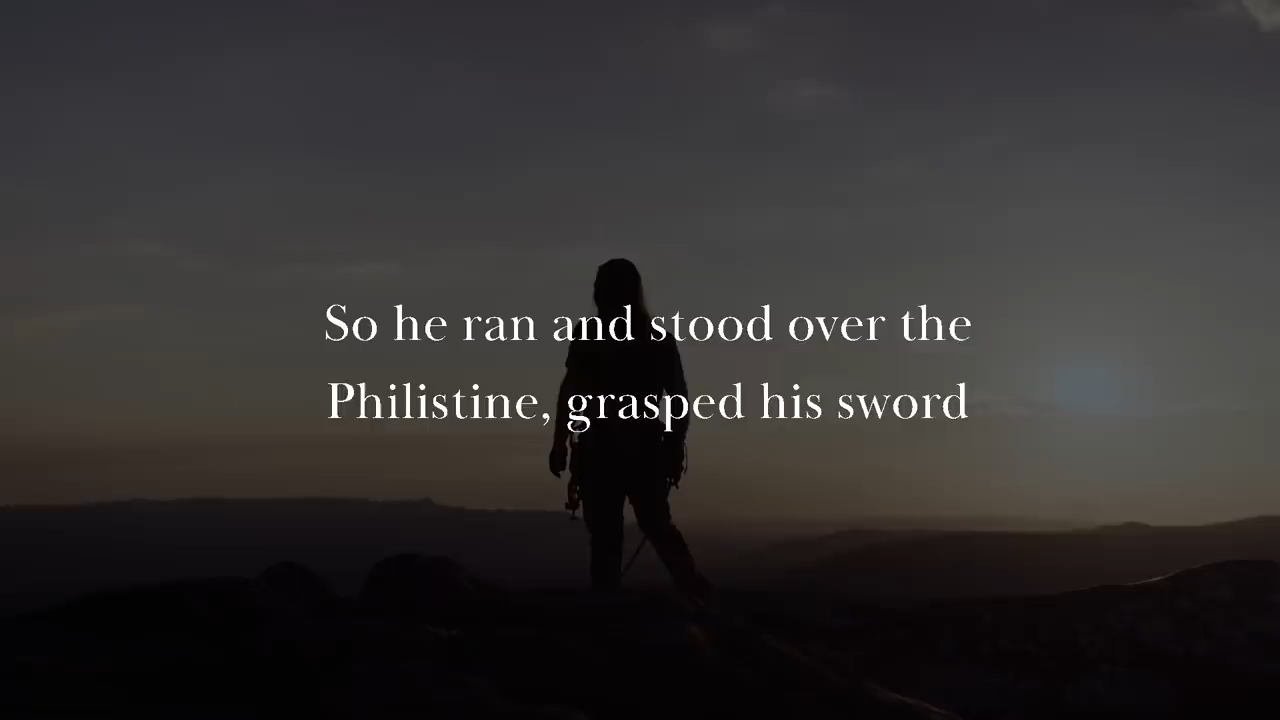 So he ran and stood over the
Philistine, grasped his sword